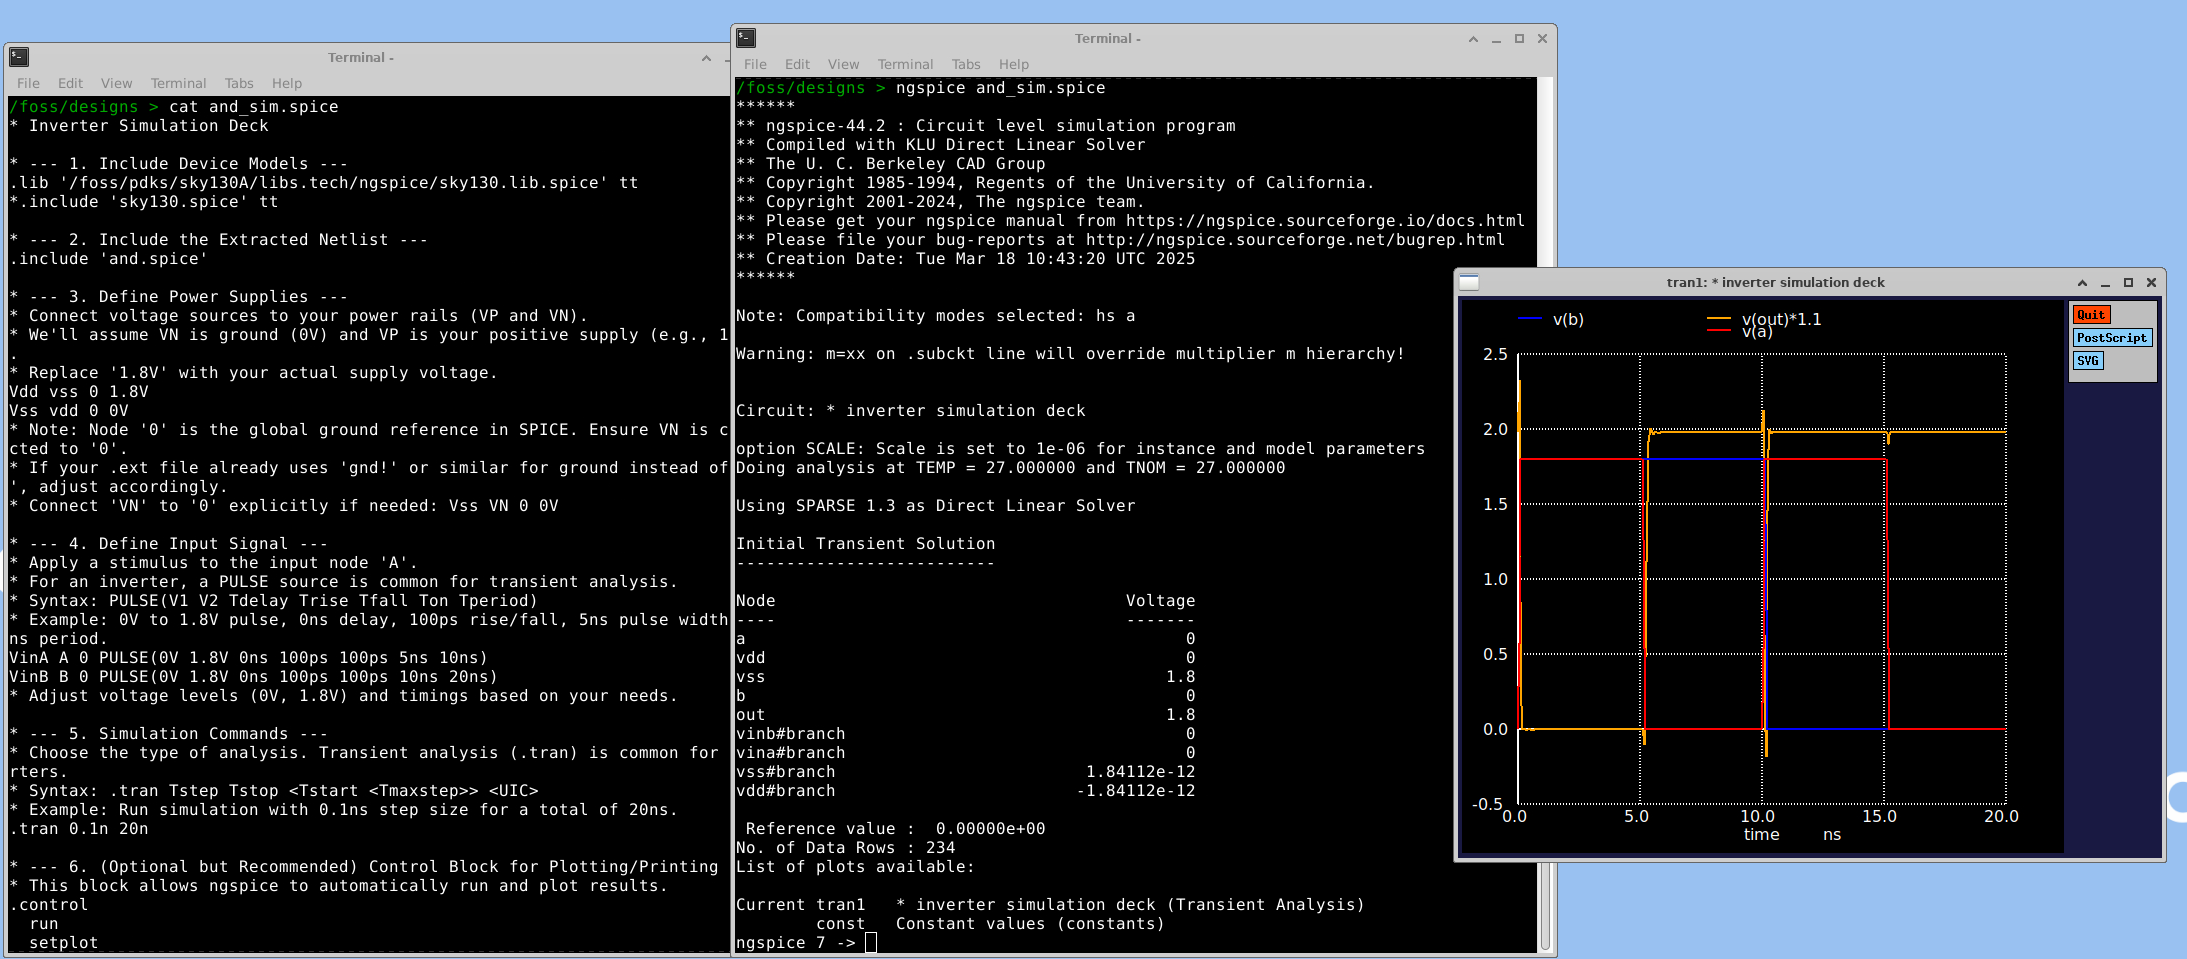 Terminal -
File Edit View Terminal Tabs Help
/foss/designs > cat and_sim.spice
* Inverter Simulation Deck
* --- 1. Include Device Models ---
.lib '/foss/pdks/sky130A/libs.tech/ngspice/sky130.lib.spice' tt
*.include 'sky130.spice' tt
* --- 2. Include the Extracted Netlist ---
.include 'and.spice'
* --- 3. Define Power Supplies ---
* Connect voltage sources to your power rails (VP and VN).
* We'll assume VN is ground (0V) and VP is your positive supply (e.g., 1
.
* Replace '1.8V' with your actual supply voltage.
Vdd vss 0 1.8V
Vss vdd 0 0V
* Note: Node '0' is the global ground reference in SPICE. Ensure VN is c
cted to '0'.
* If your .ext file already uses 'gnd!' or similar for ground instead of
', adjust accordingly.
* Connect 'VN' to '0' explicitly if needed: Vss VN 0 0V
* --- 4. Define Input Signal ---
* Apply a stimulus to the input node 'A'.
* For an inverter, a PULSE source is common for transient analysis.
* Syntax: PULSE(V1 V2 Tdelay Trise Tfall Ton Tperiod)
* Example: 0V to 1.8V pulse, 0ns delay, 100ps rise/fall, 5ns pulse width
ns period.
VinA A 0 PULSE(0V 1.8V 0ns 100ps 100ps 5ns 10ns)
VinB B 0 PULSE(0V 1.8V 0ns 100ps 100ps 10ns 20ns)
* Adjust voltage levels (0V, 1.8V) and timings based on your needs.
* --- 5. Simulation Commands ---
* Choose the type of analysis. Transient analysis (.tran) is common for
rters.
* Syntax: .tran Tstep Tstop <Tstart <Tmaxstep>> <UIC>
* Example: Run simulation with 0.1ns step size for a total of 20ns.
.tran 0.1n 20n
* --- 6. (Optional but Recommended) Control Block for Plotting/Printing
* This block allows ngspice to automatically run and plot results.
.control
run
setplot
Terminal -
File Edit View Terminal Tabs Help
/foss/designs > ngspice and_sim.spice
******
** ngspice-44.2 : Circuit level simulation program
** Compiled with KLU Direct Linear Solver
** The U. C. Berkeley CAD Group
** Copyright 1985-1994, Regents of the University of California.
** Copyright 2001-2024, The ngspice team.
** Please get your ngspice manual from https://ngspice.sourceforge.io/docs.html
** Please file your bug-reports at http://ngspice.sourceforge.net/bugrep.html
** Creation Date: Tue Mar 18 10:43:20 UTC 2025
******
Note: Compatibility modes selected: hs a
Warning: m=xx on .subckt line will override multiplier m hierarchy!
Circuit: * inverter simulation deck
option SCALE: Scale is set to 1e-06 for instance and model parameters
Doing analysis at TEMP = 27.000000 and TNOM = 27.000000
Using SPARSE 1.3 as Direct Linear Solver
Initial Transient Solution
--------------------------
Node Voltage
---- -------
a 0
vdd 0
vss 1.8
b 0
out 1.8
vinb#branch 0
vina#branch 0
vss#branch 1.84112e-12
vdd#branch -1.84112e-12
Reference value : 0.00000e+00
No. of Data Rows : 234
List of plots available:
Current tran1 * inverter simulation deck (Transient Analysis)
const Constant values (constants)
ngspice 7 ->
tran1: * inverter simulation deck
Quit
PostScript
SVG
v(b) v(out)*1.1
v(a)
2.5
2.0
1.5
1.0
0.5
0.0
-0.5
0.0 5.0 10.0 15.0 20.0
time ns